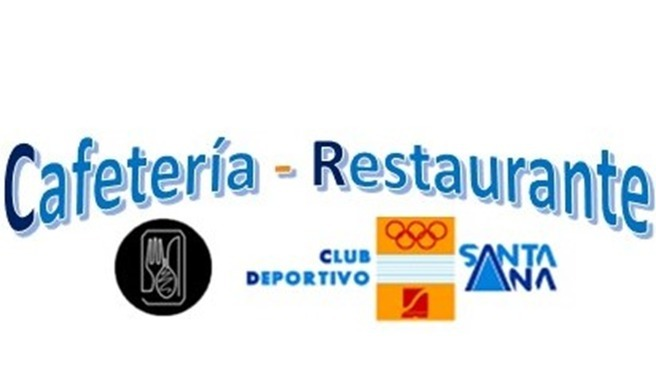 Cafetería - Restaurante
CLUB
DEPORTIVO
SANTA
ANA